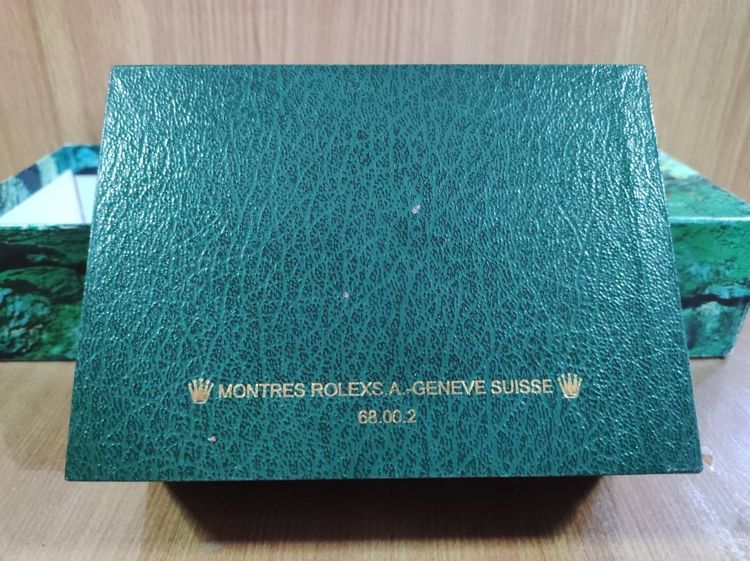 MONTRES ROLEXS.A.-GENEVE SUISSE
68.00.2